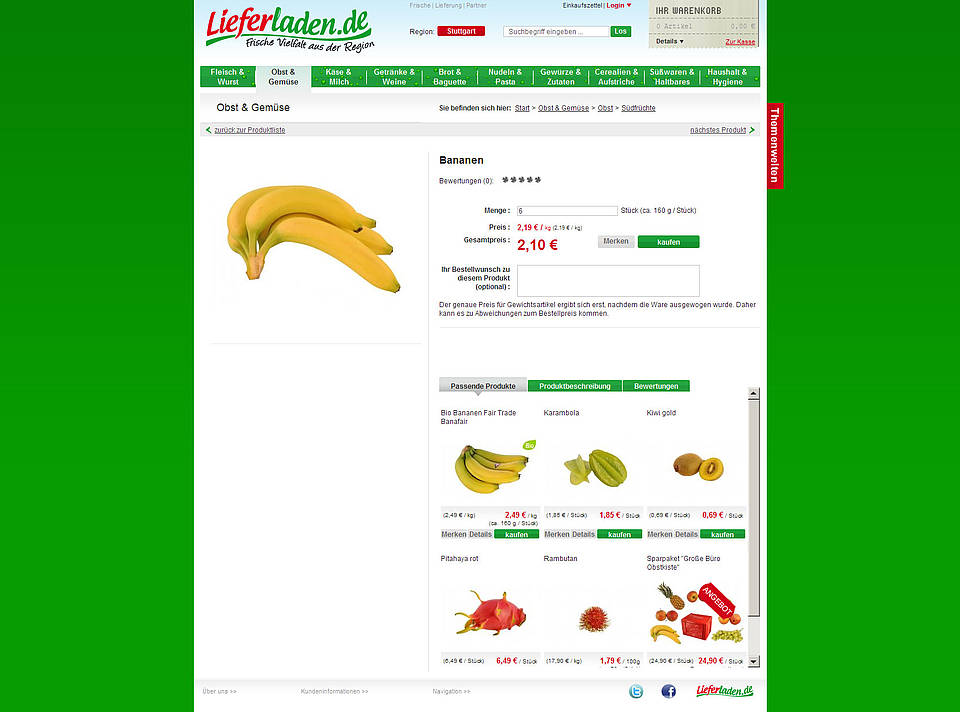 Lieferladen.de
Frische Vielfalt aus der Region
Frische | Lieferung | Partner
Einkaufszettel | Login
Region: Stuttgart
Suchbegriff eingeben ...
Los
IHR WARENKORB
0 Artikel 0,00 €
Details
Zur Kasse
Fleisch & Wurst
Obst & Gemüse
Käse & Milch
Getränke & Weine
Brot & Baguette
Nudeln & Pasta
Gewürze & Zutaten
Cerealien & Aufstriche
Süßwaren & Haltbares
Haushalt & Hygiene
Themenwelten
Obst & Gemüse
Sie befinden sich hier: Start > Obst & Gemüse > Obst > Südfrüchte
zurück zur Produktliste
nächstes Produkt
Bananen
Bewertungen (0):
Menge : 6 Stück (ca. 160 g / Stück)
Preis : 2,19 € / kg (2,19 € / kg)
Gesamtpreis : 2,10 €
Merken
kaufen
Ihr Bestellwunsch zu
diesem Produkt
(optional) :
Der genaue Preis für Gewichtsartikel ergibt sich erst, nachdem die Ware ausgewogen wurde. Daher
kann es zu Abweichungen zum Bestellpreis kommen.
Passende Produkte
Produktbeschreibung
Bewertungen
Bio Bananen Fair Trade
Banafair
Bio
(2,49 € / kg) 2,49 € / kg
(ca. 160 g / Stück)
Merken Details kaufen
Karambola
(1,85 € / Stück) 1,85 € / Stück
Merken Details kaufen
Kiwi gold
(0,69 € / Stück) 0,69 € / Stück
Merken Details kaufen
Pitahaya rot
(6,49 € / Stück) 6,49 € / Stück
Rambutan
(17,90 € / kg) 1,79 € / 100g
Sparpaket "Große Büro
Obstkiste"
ANGEBOT
(24,90 € / Stück) 24,90 € / Stück
Über uns >>
Kundeninformationen >>
Navigation >>
Lieferladen.de